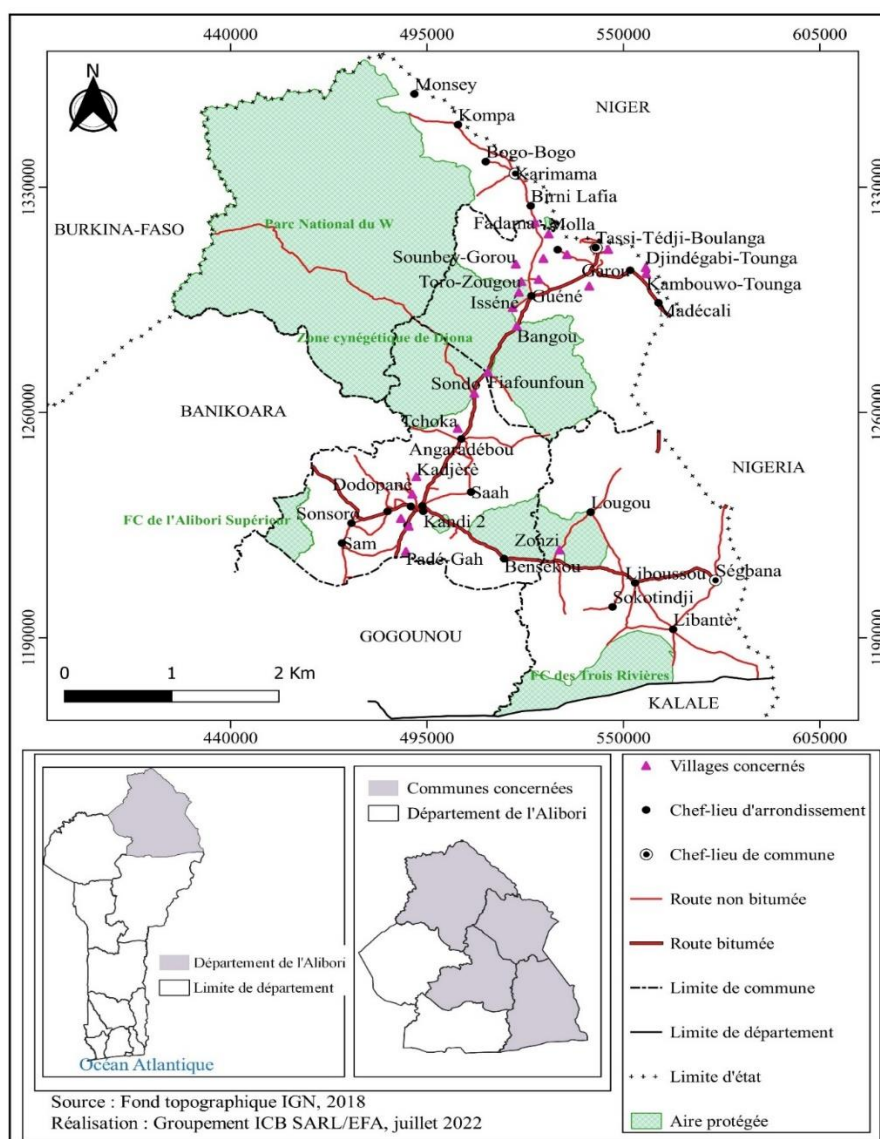 440000 495000 550000 605000
N
Monsey
NIGER
Kompa
Bogo-Bogo
Karimama
1330000 1330000
Birni Lafia
BURKINA-FASO
Parc National du W
Fadama Molla
Tassi-Tédji-Boulanga
Sounbey-Gorou
Djindégabi-Tounga
Garou
Toro-Zougou
Kambouwo-Tounga
Isséné
Guéné
Madécali
Zone cynégétique de Djona
Bangou
Sondo
Fiafounfoun
BANIKOARA
1260000 1260000
Tchoka
Angaradébou
NIGERIA
Kadjèrè
Dodopanè
Saah
Lougou
FC de l'Alibori Supérieur
Sonsoro
Kandi 2
Sam
Zonzi
Padé-Gah
Bensékou
Liboussou
Ségbana
Sokotindji
Libantè
1190000 1190000
GOGOUNOU
0 1 2 Km
FC des Trois Rivières
KALALE
440000 495000 550000 605000
Département de l'Alibori
Limite de département
Océan Atlantique
Communes concernées
Département de l'Alibori
Villages concernés
Chef-lieu d'arrondissement
Chef-lieu de commune
Route non bitumée
Route bitumée
Limite de commune
Limite de département
Limite d'état
Aire protégée
Source : Fond topographique IGN, 2018
Réalisation : Groupement ICB SARL/EFA, juillet 2022